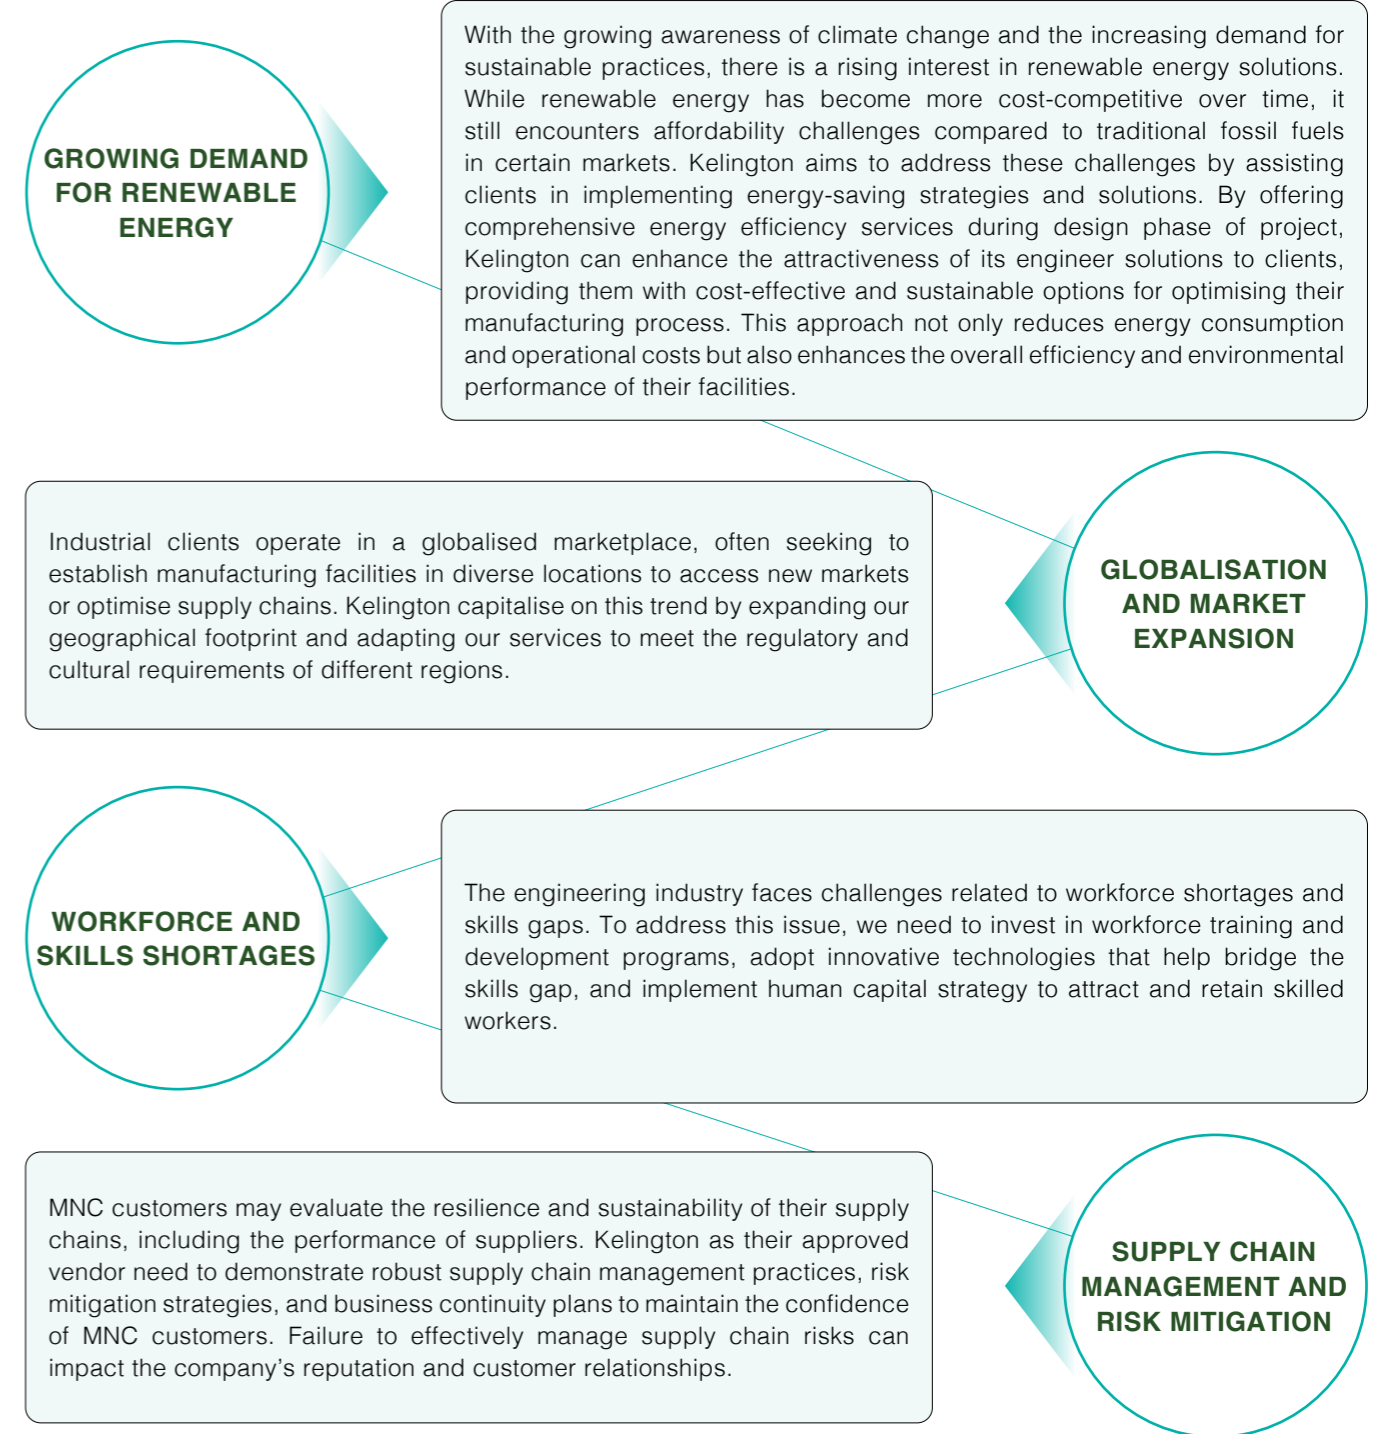 GROWING DEMAND
FOR RENEWABLE
ENERGY
With the growing awareness of climate change and the increasing demand for
sustainable practices, there is a rising interest in renewable energy solutions.
While renewable energy has become more cost-competitive over time, it
still encounters affordability challenges compared to traditional fossil fuels
in certain markets. Kelington aims to address these challenges by assisting
clients in implementing energy-saving strategies and solutions. By offering
comprehensive energy efficiency services during design phase of project,
Kelington can enhance the attractiveness of its engineer solutions to clients,
providing them with cost-effective and sustainable options for optimising their
manufacturing process. This approach not only reduces energy consumption
and operational costs but also enhances the overall efficiency and environmental
performance of their facilities.
GLOBALISATION
AND MARKET
EXPANSION
Industrial clients operate in a globalised marketplace, often seeking to
establish manufacturing facilities in diverse locations to access new markets
or optimise supply chains. Kelington capitalise on this trend by expanding our
geographical footprint and adapting our services to meet the regulatory and
cultural requirements of different regions.
WORKFORCE AND
SKILLS SHORTAGES
The engineering industry faces challenges related to workforce shortages and
skills gaps. To address this issue, we need to invest in workforce training and
development programs, adopt innovative technologies that help bridge the
skills gap, and implement human capital strategy to attract and retain skilled
workers.
SUPPLY CHAIN
MANAGEMENT AND
RISK MITIGATION
MNC customers may evaluate the resilience and sustainability of their supply
chains, including the performance of suppliers. Kelington as their approved
vendor need to demonstrate robust supply chain management practices, risk
mitigation strategies, and business continuity plans to maintain the confidence
of MNC customers. Failure to effectively manage supply chain risks can
impact the company's reputation and customer relationships.